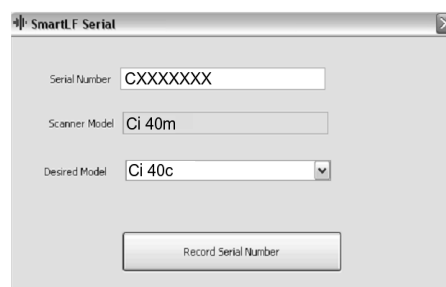 SmartLF Serial
Serial Number CXXXXXXX
Scanner Model Ci 40m
Desired Model Ci 40c
Record Serial Number